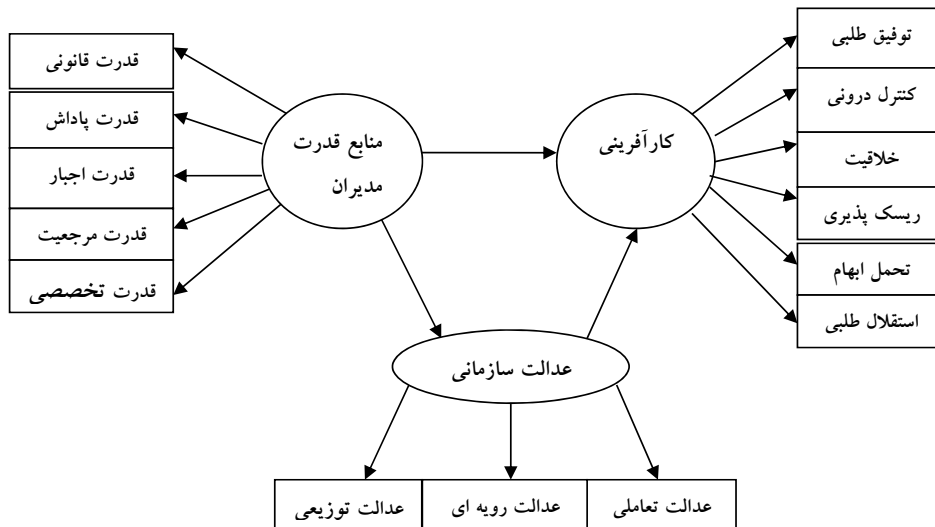 توفیق طلبی
کنترل درونی
خلاقیت
ریسک پذیری
تحمل ابهام
استقلال طلبی
کارآفرینی
منابع قدرت
مدیران
قدرت قانونی
قدرت پاداش
قدرت اجبار
قدرت مرجعیت
قدرت تخصصی
عدالت سازمانی
عدالت تعاملی
عدالت رویه ای
عدالت توزیعی